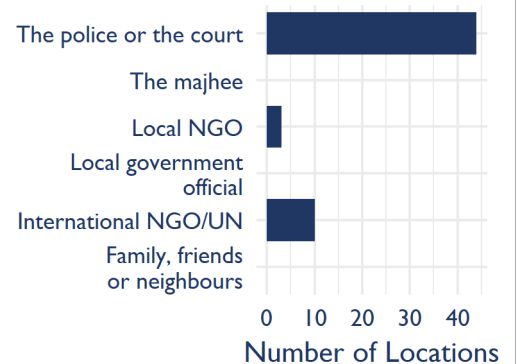 The police or the court
The majhee
Local NGO
Local government
official
International NGO/UN
Family, friends
or neighbours
0 10 20 30 40
Number of Locations